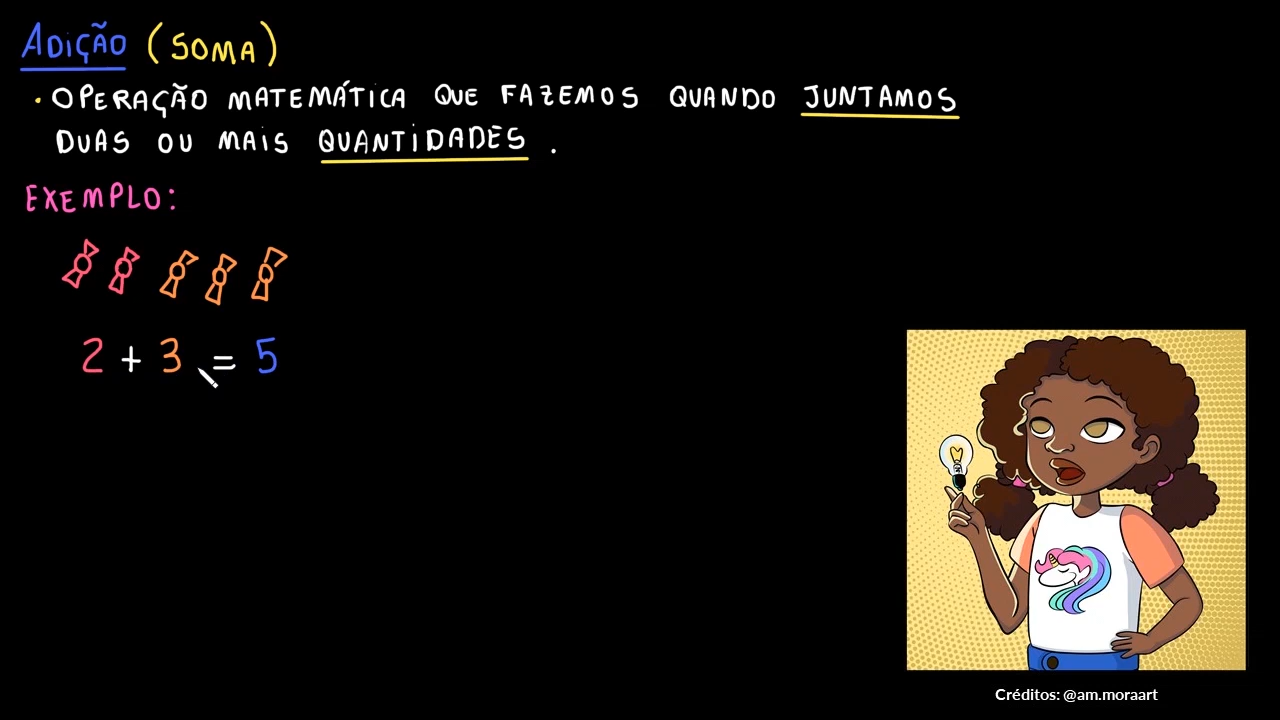 ADIÇÃO (SOMA)
• OPERAÇÃO MATEMÁTICA QUE FAZEMOS QUANDO JUNTAMOS
DUAS OU MAIS QUANTIDADES.
EXEMPLO:
2 + 3 = 5
Créditos: @am.moraart